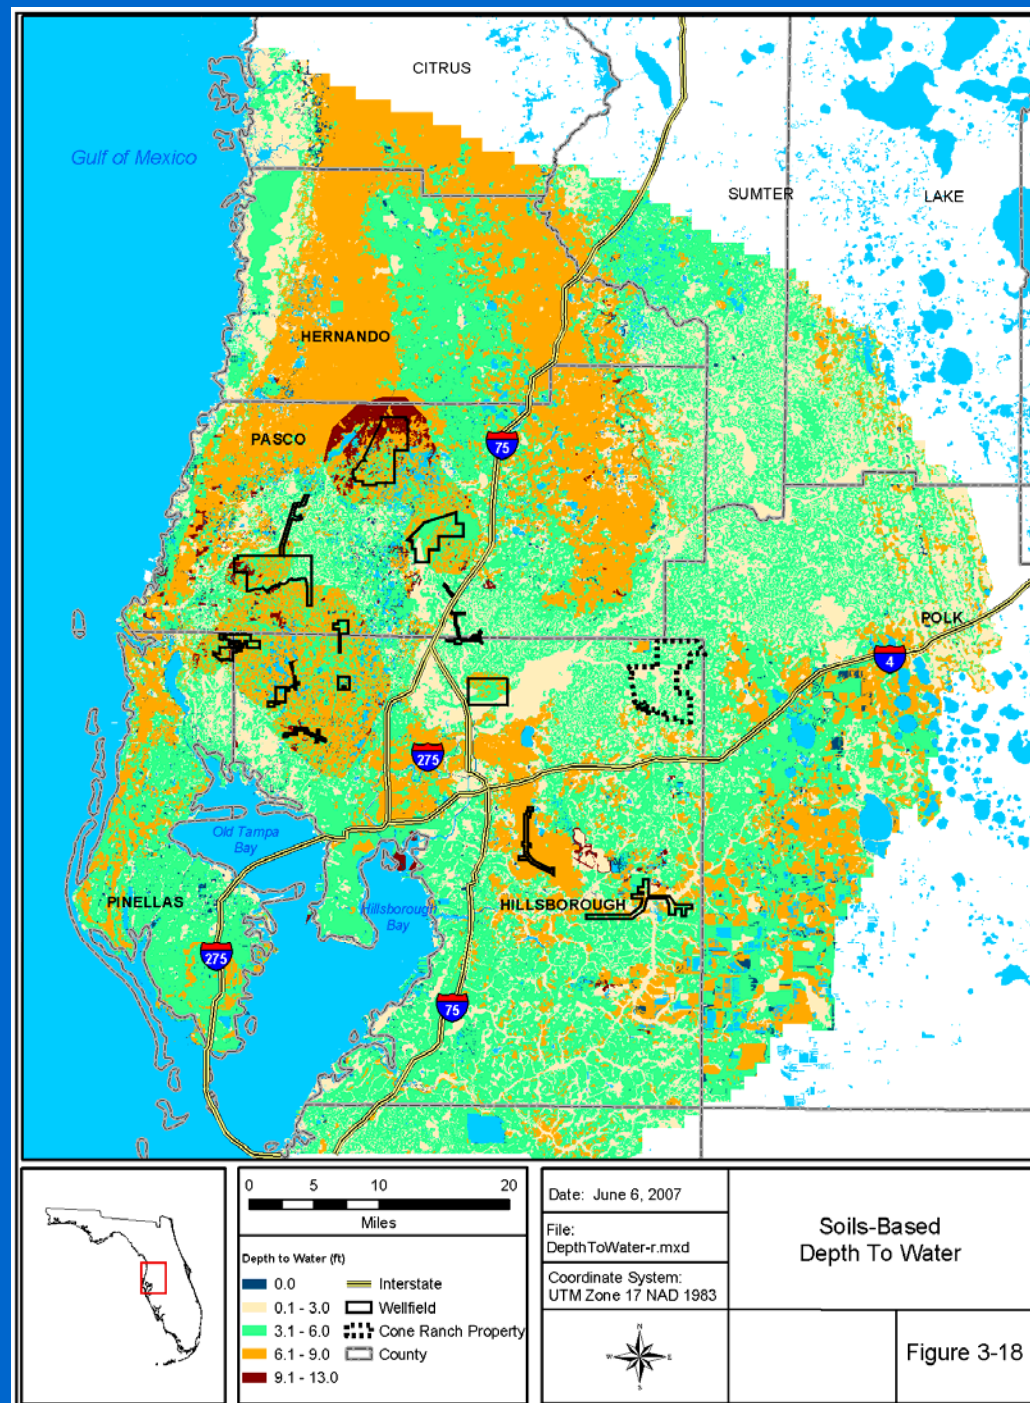 CITRUS
Gulf of Mexico
SUMTER
LAKE
HERNANDO
PASCO
75
POLK
4
275
Old Tampa
Bay
PINELLAS
HILLSBOROUGH
Hillsborough
Bay
275
75
0 5 10 20
Miles
Depth to Water (ft)
0.0
0.1 - 3.0
3.1 - 6.0
6.1 - 9.0
9.1 - 13.0
Interstate
Wellfield
Cone Ranch Property
County
Date: June 6, 2007
File:
DepthToWater-r.mxd
Coordinate System:
UTM Zone 17 NAD 1983
N
W E
S
Soils-Based
Depth To Water
Figure 3-18